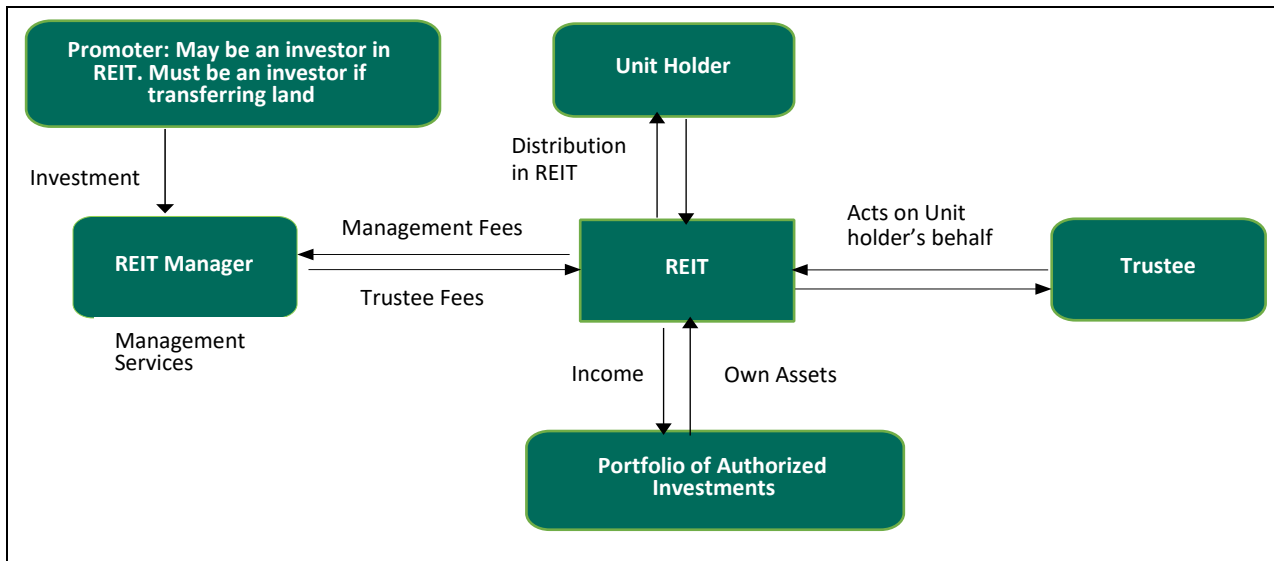 Promoter: May be an investor in
REIT. Must be an investor if
transferring land
Unit Holder
Distribution
in REIT
Investment
Acts on Unit
holder’s behalf
Management Fees
REIT Manager
REIT
Trustee
Trustee Fees
Management
Services
Income
Own Assets
Portfolio of Authorized
Investments